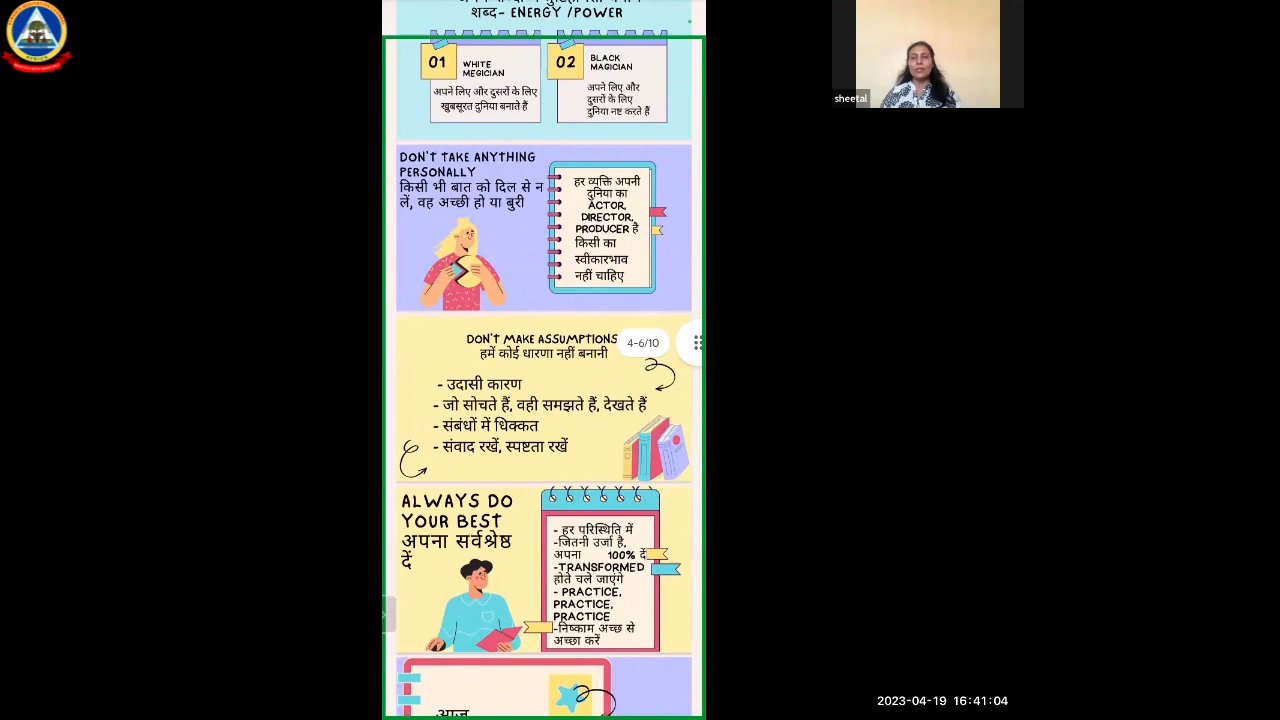 शब्द- ENERGY /POWER
01
WHITE
MEGICIAN
अपने लिए और दुसरों के लिए
खुबसूरत दुनिया बनाते हैं
02
BLACK
MAGICIAN
अपने लिए और
दुसरों के लिए
दुनिया नष्ट करते हैं
DON'T TAKE ANYTHING
PERSONALLY
किसी भी बात को दिल से न
लें, वह अच्छी हो या बुरी
हर व्यक्ति अपनी
दुनिया का
ACTOR,
DIRECTOR,
PRODUCER है
किसी का
स्वीकारभाव
नहीं चाहिए
DON'T MAKE ASSUMPTIONS
हमें कोई धारणा नहीं बनानी
4-6/10
- उदासी कारण
- जो सोचते हैं, वही समझते हैं, देखते हैं
- संबंधों में धिक्कत
- संवाद रखें, स्पष्टता रखें
ALWAYS DO
YOUR BEST
अपना सर्वश्रेष्ठ
दें
- हर परिस्थिति में
-जितनी उर्जा है,
अपना 100% दें
-TRANSFORMED
होते चले जाएंगे
- PRACTICE,
PRACTICE,
PRACTICE
-निष्काम अच्छ से
अच्छा करें
आज
sheetal
2023-04-19 16:41:04